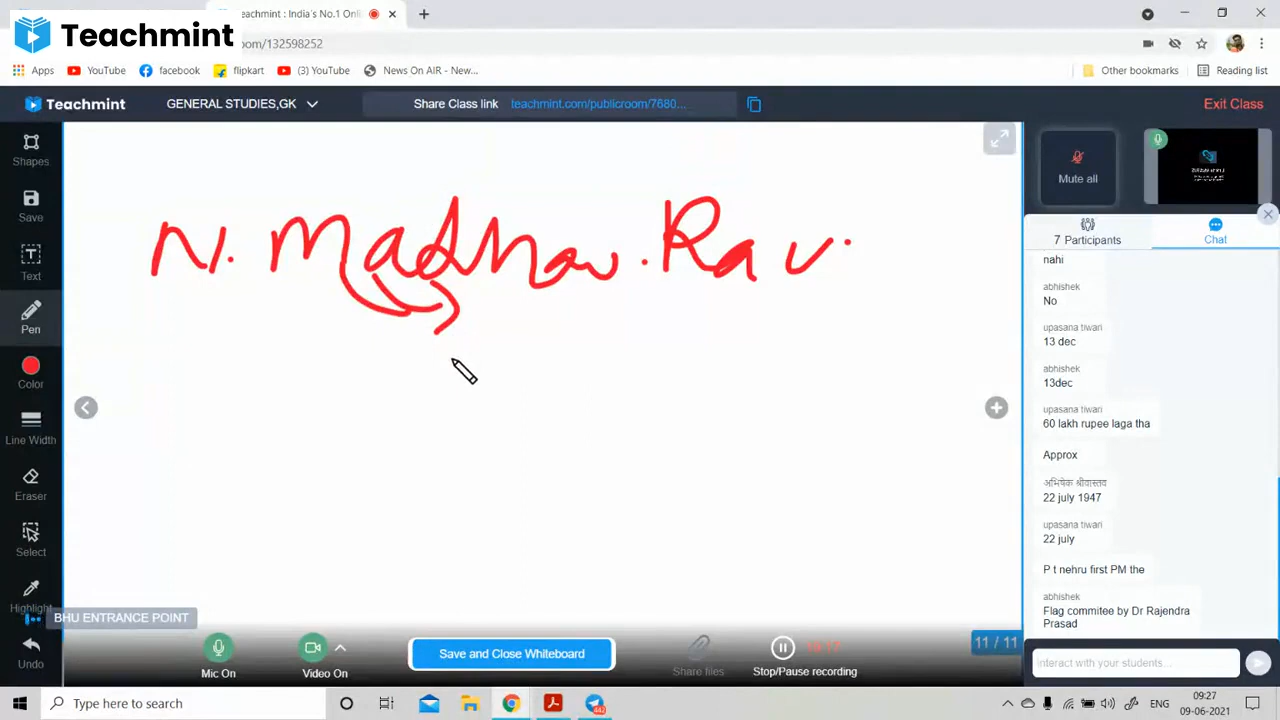 Teachmint : India's No.1 Onli
Teachmint
oom/132598252
Apps YouTube facebook flipkart (3) YouTube News On AIR - New... Other bookmarks Reading list
Teachmint GENERAL STUDIES,GK Share Class link teachmint.com/publicroom/7680... Exit Class
Shapes
Save
Text
Pen
Color
Line Width
Eraser
Select
Highlight
Undo
N. Madhav. Rav.
Mute all
7 Participants Chat
nahi
abhishek
No
upasana tiwari
13 dec
abhishek
13dec
upasana tiwari
60 lakh rupee laga tha
Approx
अभिषेक श्रीवास्तव
22 july 1947
upasana tiwari
22 july
P t nehru first PM the
abhishek
Flag commitee by Dr Rajendra
Prasad
Interact with your students...
BHU ENTRANCE POINT
11 / 11
Mic On Video On Save and Close Whiteboard Share files Stop/Pause recording
Type here to search
442
ENG
09:27
09-06-2021